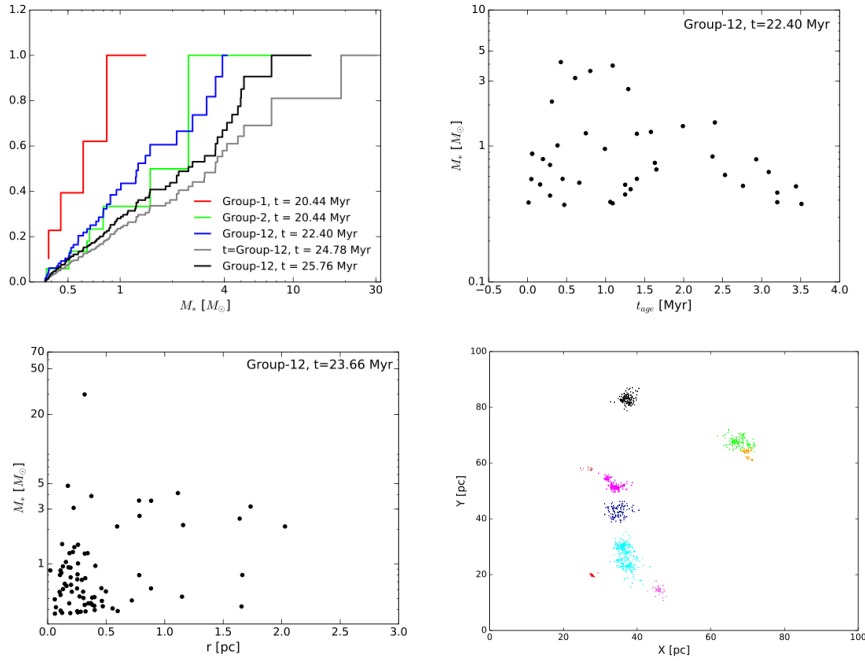 1.2
1.0
0.8
0.6
0.4
0.2
0.0
0.5 1 4 10 30
M* [M⊙]
Group-1, t = 20.44 Myr
Group-2, t = 20.44 Myr
Group-12, t = 22.40 Myr
t=Group-12, t = 24.78 Myr
Group-12, t = 25.76 Myr
Group-12, t=22.40 Myr
10
3
1
0.1
M* [M⊙]
−0.5 0.0 0.5 1.0 1.5 2.0 2.5 3.0 3.5 4.0
t_age [Myr]
Group-12, t=23.66 Myr
70
50
20
5
3
1
M* [M⊙]
0.0 0.5 1.0 1.5 2.0 2.5 3.0
r [pc]
100
80
60
40
20
0
Y [pc]
0 20 40 60 80 100
X [pc]